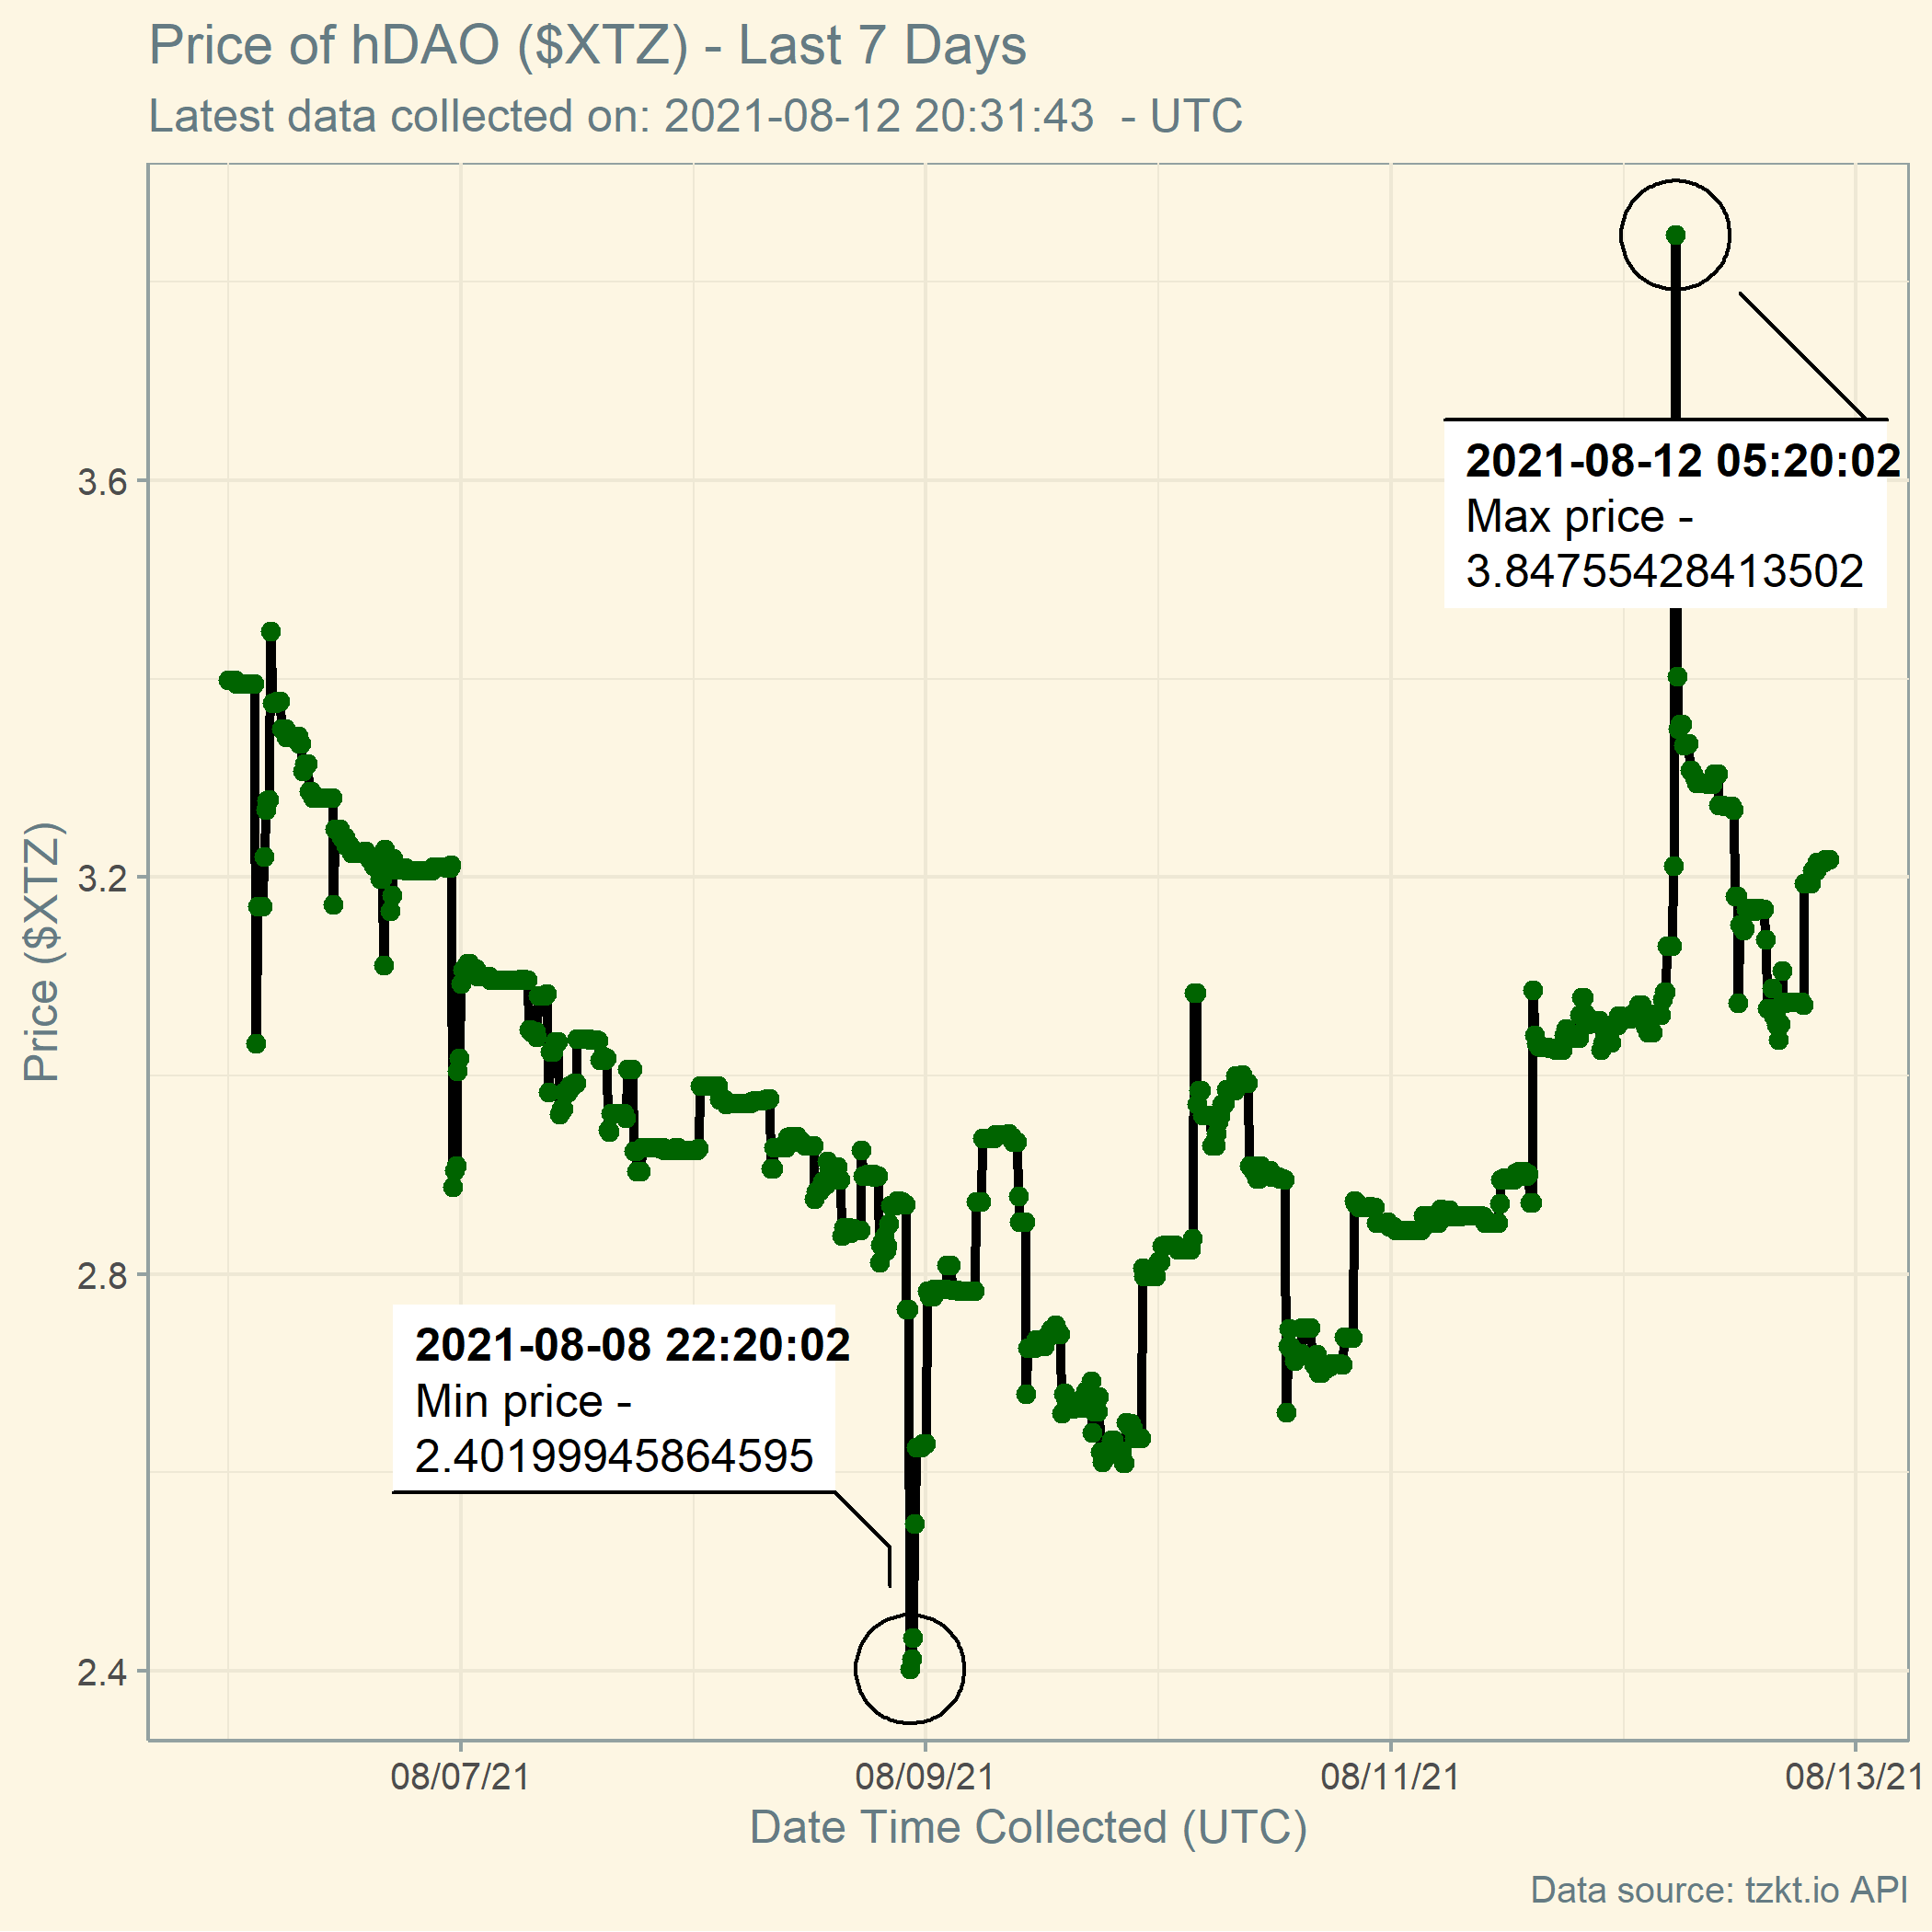 Price of hDAO ($XTZ) - Last 7 Days
Latest data collected on: 2021-08-12 20:31:43  - UTC
2021-08-12 05:20:02
Max price -
3.84755428413502
2021-08-08 22:20:02
Min price -
2.40199945864595
Price ($XTZ)
3.6
3.2
2.8
2.4
08/07/21
08/09/21
08/11/21
08/13/21
Date Time Collected (UTC)
Data source: tzkt.io API